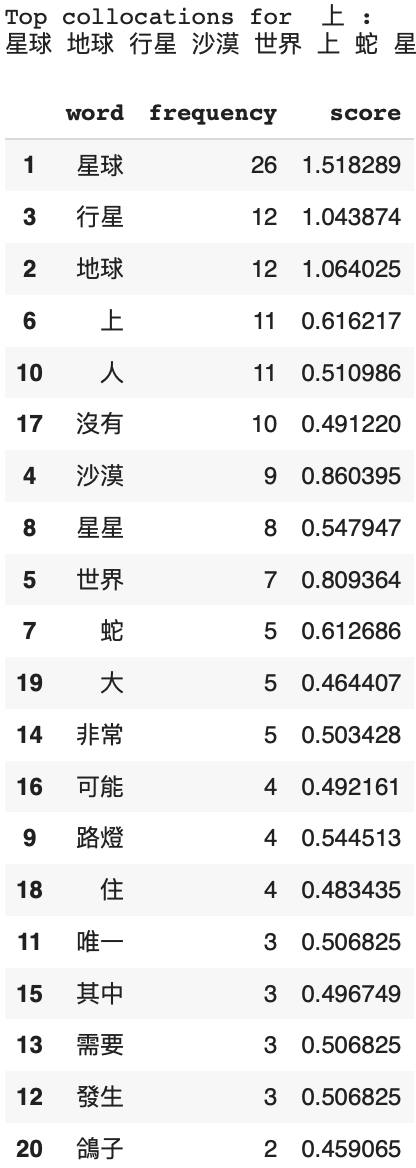 Top collocations for 上 :
星球 地球 行星 沙漠 世界 上 蛇 星
word frequency score
1 星球 26 1.518289
3 行星 12 1.043874
2 地球 12 1.064025
6 上 11 0.616217
10 人 11 0.510986
17 沒有 10 0.491220
4 沙漠 9 0.860395
8 星星 8 0.547947
5 世界 7 0.809364
7 蛇 5 0.612686
19 大 5 0.464407
14 非常 5 0.503428
16 可能 4 0.492161
9 路燈 4 0.544513
18 住 4 0.483435
11 唯一 3 0.506825
15 其中 3 0.496749
13 需要 3 0.506825
12 發生 3 0.506825
20 鴿子 2 0.459065